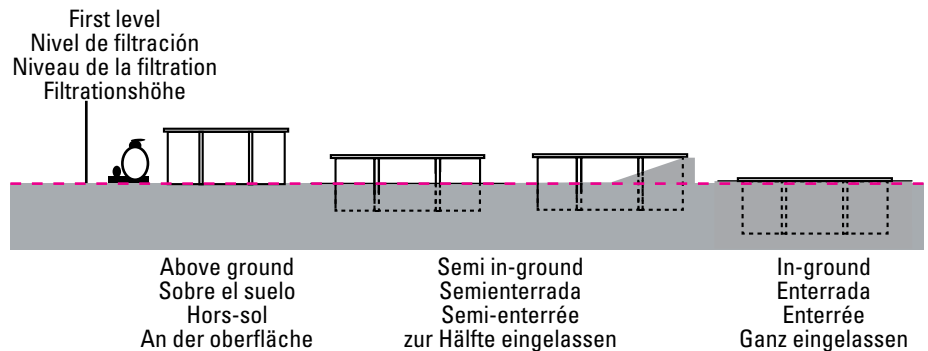 First level
Nivel de filtración
Niveau de la filtration
Filtrationshöhe
Above ground
Sobre el suelo
Hors-sol
An der oberfläche
Semi in-ground
Semienterrada
Semi-enterrée
zur Hälfte eingelassen
In-ground
Enterrada
Enterrée
Ganz eingelassen